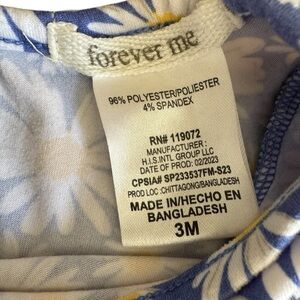 forever me
96% POLYESTER/POLIESTER
4% SPANDEX
RN# 119072
MANUFACTURER :
H.I.S.INTL GROUP LLC
DATE OF PROD: 02/2023
CPSIA# SP233537FM-S23
PROD LOC :CHITTAGONG/BANGLADESH
MADE IN/HECHO EN
BANGLADESH
3M